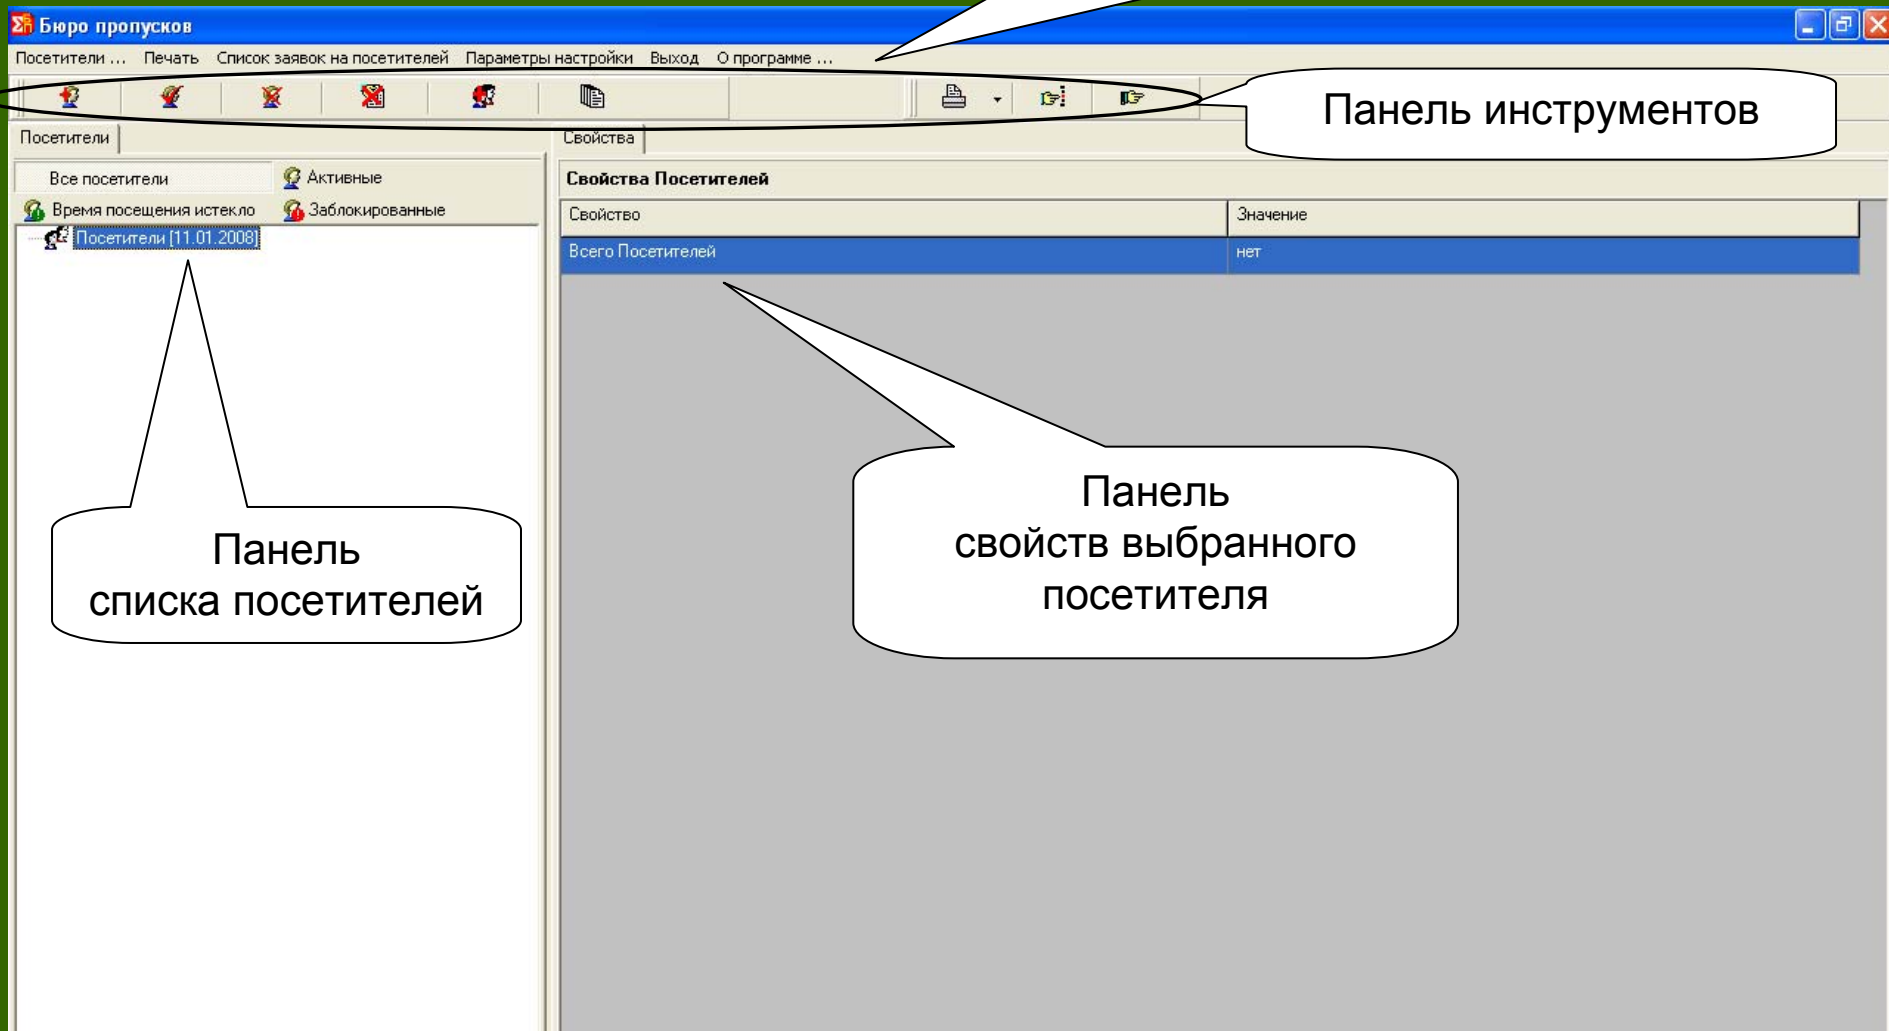 Бюро пропусков
Посетители ... Печать Список заявок на посетителей Параметры настройки Выход О программе ...
Панель инструментов
Посетители
Свойства
Все посетители Активные
Время посещения истекло Заблокированные
Посетители [11.01.2008]
Свойства Посетителей
Свойство Значение
Всего Посетителей нет
Панель
списка посетителей
Панель
свойств выбранного
посетителя